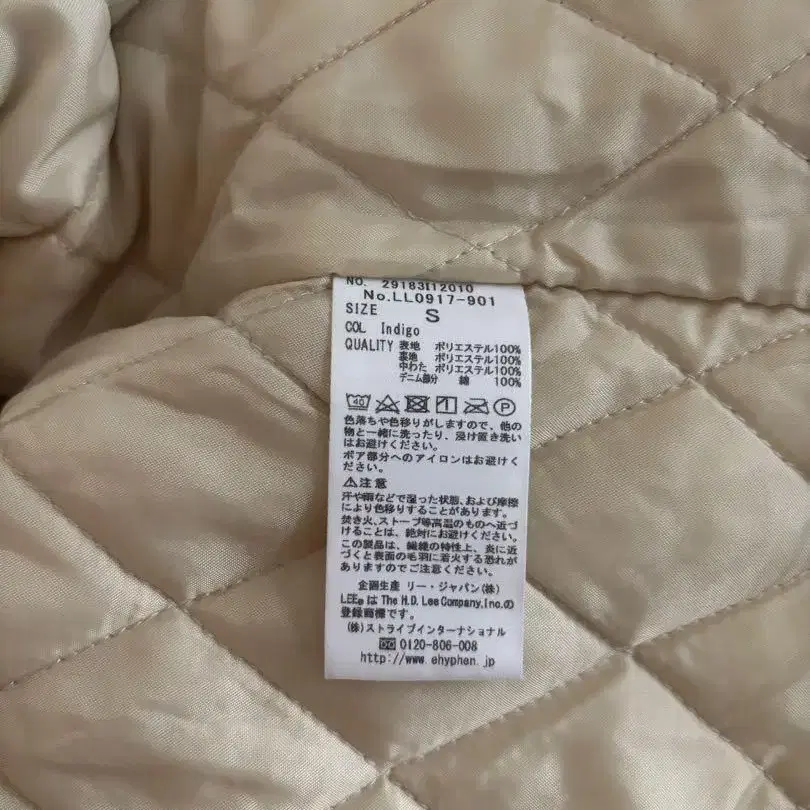 NO. 29183I12010
No.LL0917-901
SIZE S
COL Indigo
QUALITY 表地 ポリエステル100%
裏地 ポリエステル100%
中わた ポリエステル100%
デニム部分 綿 100%
40 P
色落ちや色移りがしますので、他の
物と一緒に洗ったり、浸け置き洗い
はお避けください。
ボア部分へのアイロンはお避けく
ださい。
⚠注意
汗や雨などで湿った状態、および摩擦
により色移りすることがあります。
焚き火、ストーブ等高温のものへ近づ
けることは、絶対にお避けください。
この製品は、繊維の特性上、炎に近
づくと表面の毛羽に着火する恐れが
ありますのでご注意ください。
企画生産 リー・ジャパン(株)
LEE® は The H.D. Lee Company,Inc.の
登録商標です。
(株)ストライプインターナショナル
0120-806-008
http://www.ehyphen.jp